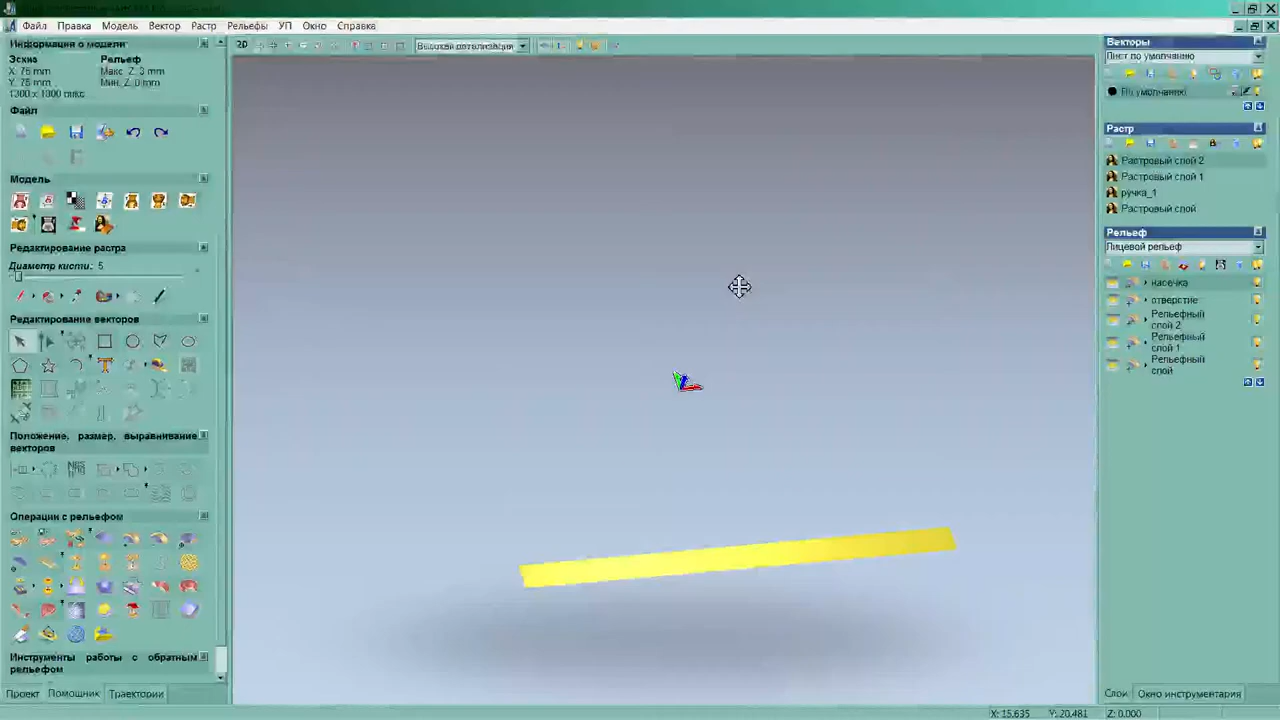 Файл Правка Модель Вектор Растр Рельефы УП Окно Справка
Информация о модели
Эскиз Рельеф
X: 75 mm Макс. Z: 3 mm
Y: 75 mm Мин. Z: 0 mm
Файл
Модель
Редактирование растра
Диаметр кисти: 5
Редактирование векторов
Положение, размер, выравнивание
векторов
Операции с рельефом
Инструменты работы с обратным
рельефом
Проект Помощник Траектории
2D Высокая детализация
Векторы
Лист по умолчанию
По умолчанию
Растр
Растровый слой 2
Растровый слой 1
ручка_1
Растровый слой
Рельеф
Лицевой рельеф
насечка
отверстие
Рельефный
слой 2
Рельефный
слой 1
Рельефный
слой
Слои Окно инструментария
X: 15.635 Y: 20.481 Z: 0.000